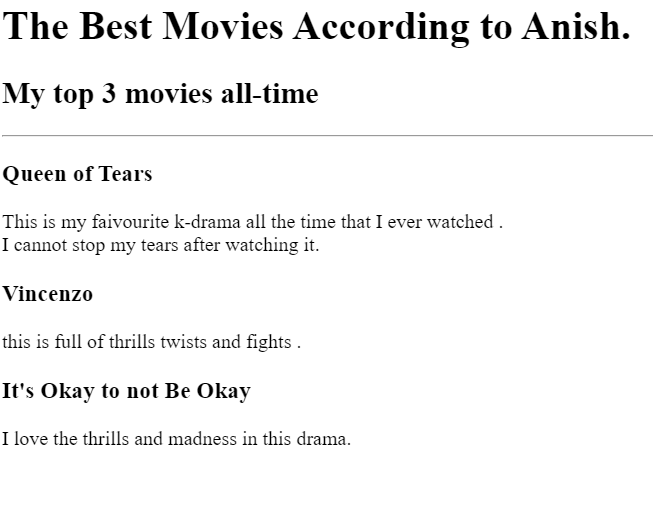 The Best Movies According to Anish.
My top 3 movies all-time
Queen of Tears
This is my faivourite k-drama all the time that I ever watched .
I cannot stop my tears after watching it.
Vincenzo
this is full of thrills twists and fights .
It's Okay to not Be Okay
I love the thrills and madness in this drama.